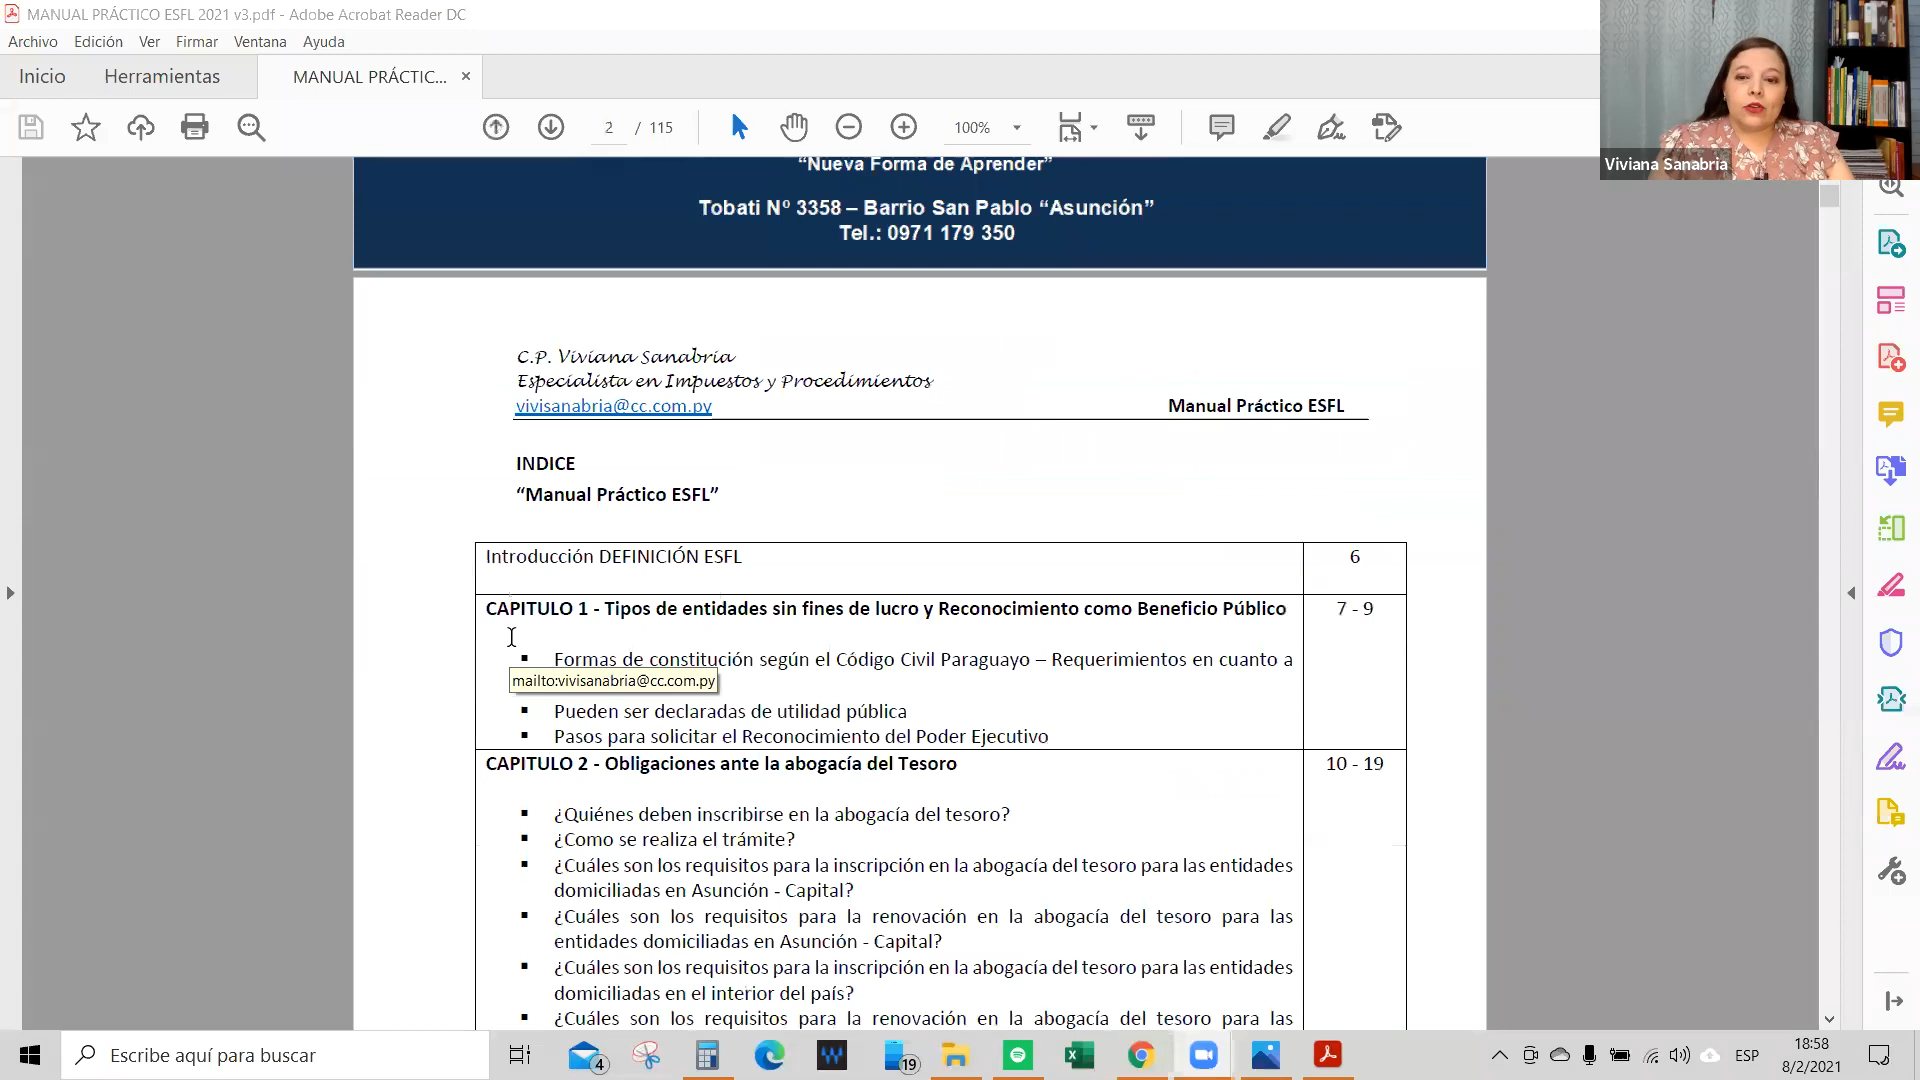 MANUAL PRÁCTICO ESFL 2021 v3.pdf - Adobe Acrobat Reader DC
Archivo Edición Ver Firmar Ventana Ayuda
Inicio Herramientas MANUAL PRÁCTIC... ×
2 / 115 100%
Viviana Sanabria
“Nueva Forma de Aprender”
Tobati Nº 3358 – Barrio San Pablo “Asunción”
Tel.: 0971 179 350
C.P. Viviana Sanabria
Especialista en Impuestos y Procedimientos
vivisanabria@cc.com.py Manual Práctico ESFL
INDICE
“Manual Práctico ESFL”
Introducción DEFINICIÓN ESFL 6
CAPITULO 1 - Tipos de entidades sin fines de lucro y Reconocimiento como Beneficio Público 7 - 9
▪ Formas de constitución según el Código Civil Paraguayo – Requerimientos en cuanto a
mailto:vivisanabria@cc.com.py
▪ Pueden ser declaradas de utilidad pública
▪ Pasos para solicitar el Reconocimiento del Poder Ejecutivo
CAPITULO 2 - Obligaciones ante la abogacía del Tesoro 10 - 19
▪ ¿Quiénes deben inscribirse en la abogacía del tesoro?
▪ ¿Como se realiza el trámite?
▪ ¿Cuáles son los requisitos para la inscripción en la abogacía del tesoro para las entidades
domiciliadas en Asunción - Capital?
▪ ¿Cuáles son los requisitos para la renovación en la abogacía del tesoro para las
entidades domiciliadas en Asunción - Capital?
▪ ¿Cuáles son los requisitos para la inscripción en la abogacía del tesoro para las entidades
domiciliadas en el interior del país?
▪ ¿Cuáles son los requisitos para la renovación en la abogacía del tesoro para las
Escribe aquí para buscar
4
19
ESP
18:58
8/2/2021